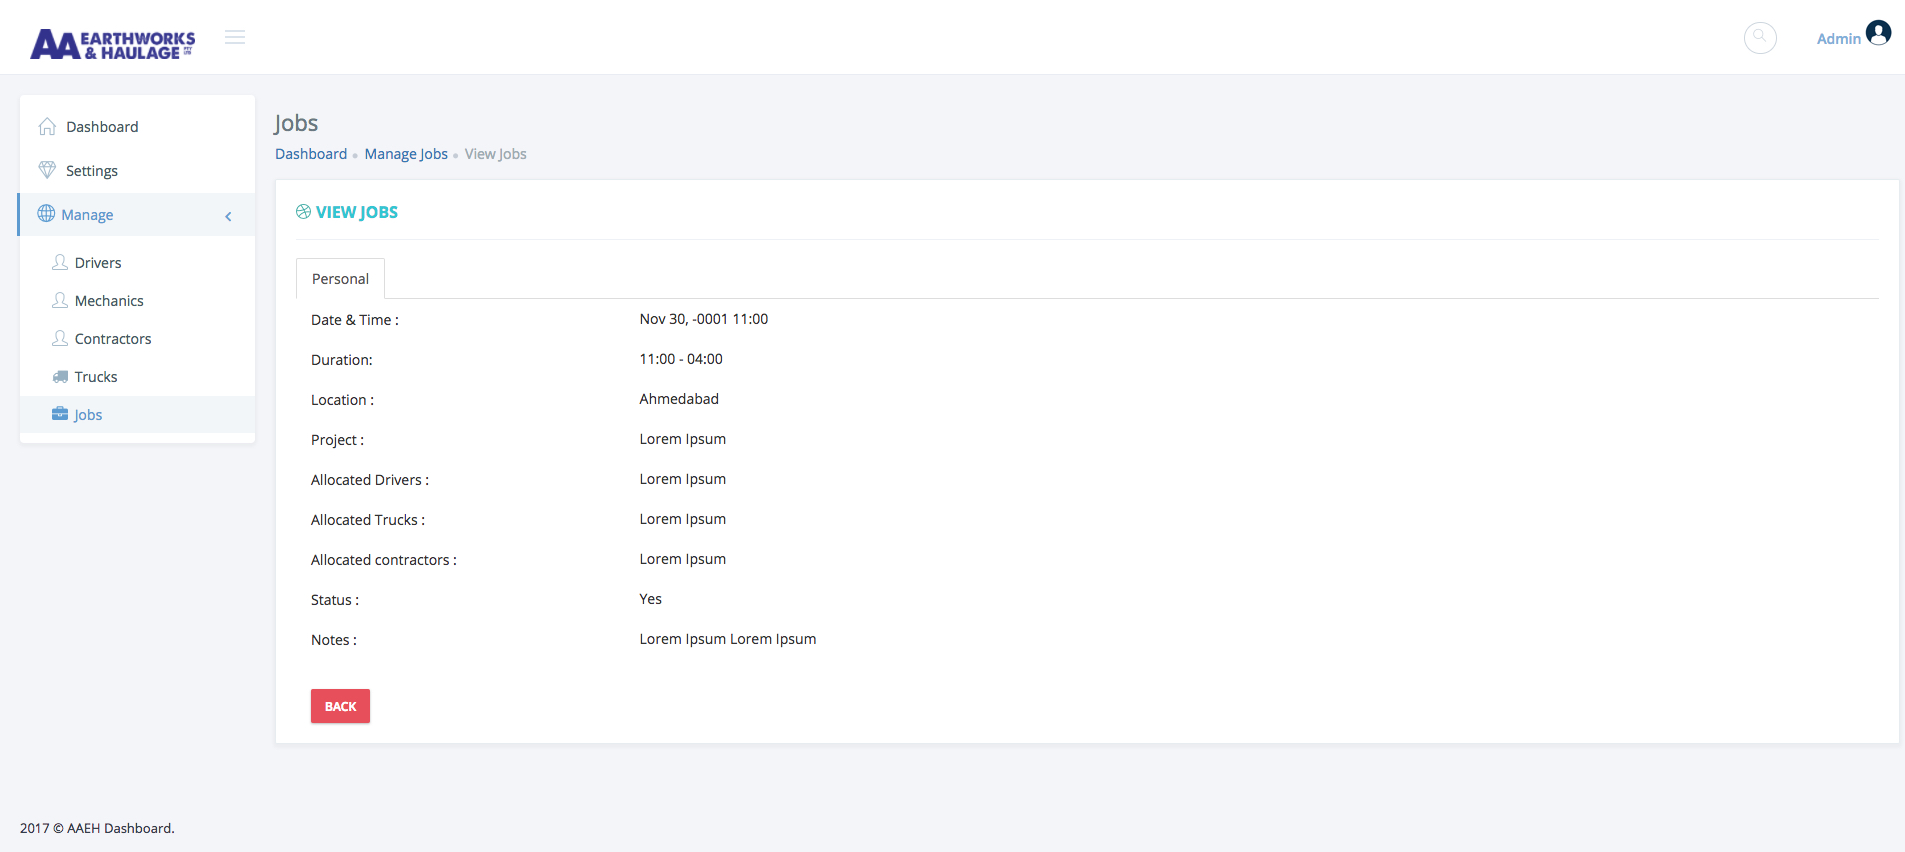 AA EARTHWORKS & HAULAGE PTY LTD
Admin
Dashboard
Settings
Manage
Drivers
Mechanics
Contractors
Trucks
Jobs
Jobs
Dashboard Manage Jobs View Jobs
VIEW JOBS
Personal
Date & Time : Nov 30, -0001 11:00
Duration: 11:00 - 04:00
Location : Ahmedabad
Project : Lorem Ipsum
Allocated Drivers : Lorem Ipsum
Allocated Trucks : Lorem Ipsum
Allocated contractors : Lorem Ipsum
Status : Yes
Notes : Lorem Ipsum Lorem Ipsum
BACK
2017 © AAEH Dashboard.